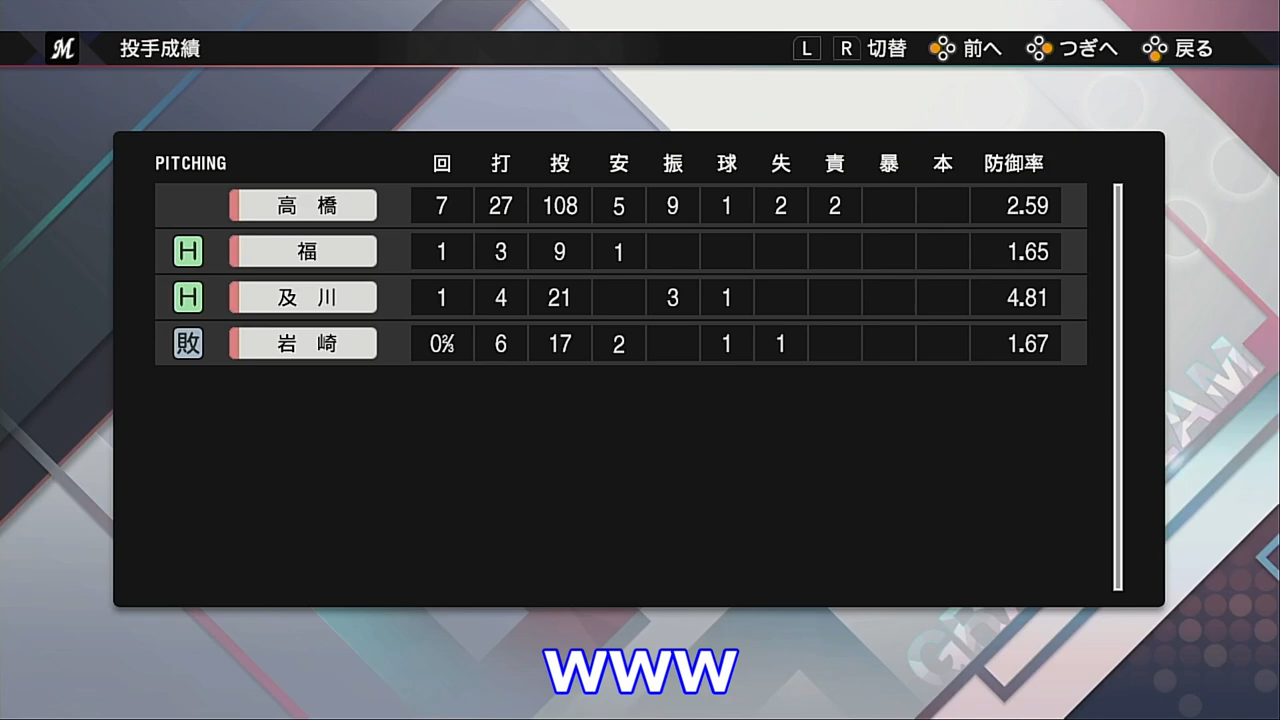 M 投手成績 L R 切替 前へ つぎへ 戻る
PITCHING 回 打 投 安 振 球 失 責 暴 本 防御率
高橋 7 27 108 5 9 1 2 2 2.59
H 福 1 3 9 1 1.65
H 及川 1 4 21 3 1 4.81
敗 岩崎 0⅔ 6 17 2 1 1 1.67
www